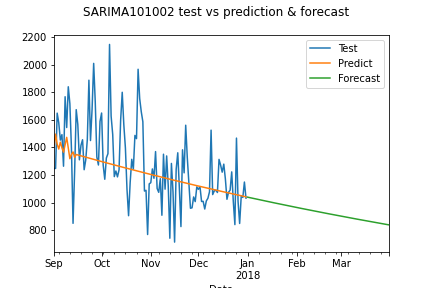 SARIMA101002 test vs prediction & forecast
2200
2000
1800
1600
1400
1200
1000
800
Test
Predict
Forecast
Sep Oct Nov Dec Jan Feb Mar
2018
Date